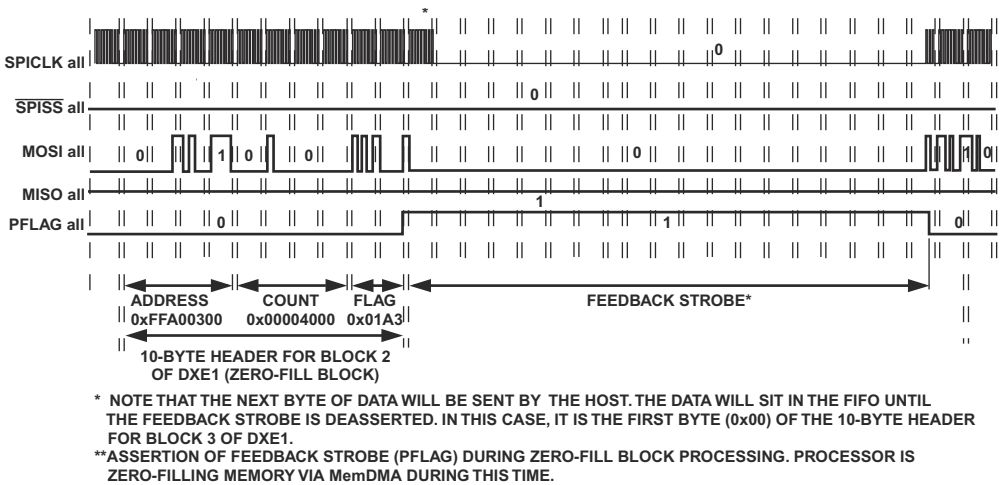 *
SPICLK all 0
SPISS all 0
MOSI all 0 1 0 0 0 1 0
MISO all 1
PFLAG all 0 1 0
ADDRESS COUNT FLAG FEEDBACK STROBE*
0xFFA00300 0x00004000 0x01A3
10-BYTE HEADER FOR BLOCK 2
OF DXE1 (ZERO-FILL BLOCK)
* NOTE THAT THE NEXT BYTE OF DATA WILL BE SENT BY THE HOST. THE DATA WILL SIT IN THE FIFO UNTIL
THE FEEDBACK STROBE IS DEASSERTED. IN THIS CASE, IT IS THE FIRST BYTE (0x00) OF THE 10-BYTE HEADER
FOR BLOCK 3 OF DXE1.
**ASSERTION OF FEEDBACK STROBE (PFLAG) DURING ZERO-FILL BLOCK PROCESSING. PROCESSOR IS
ZERO-FILLING MEMORY VIA MemDMA DURING THIS TIME.